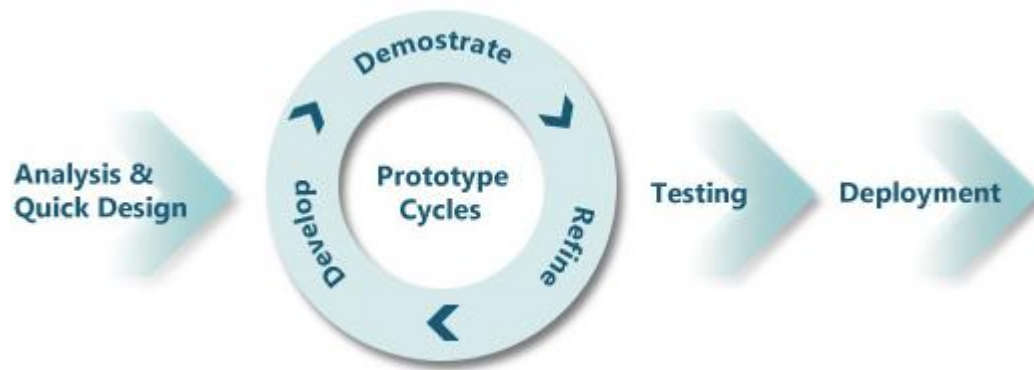 Analysis &
Quick Design
Demostrate
Refine
Develop
Prototype
Cycles
Testing
Deployment